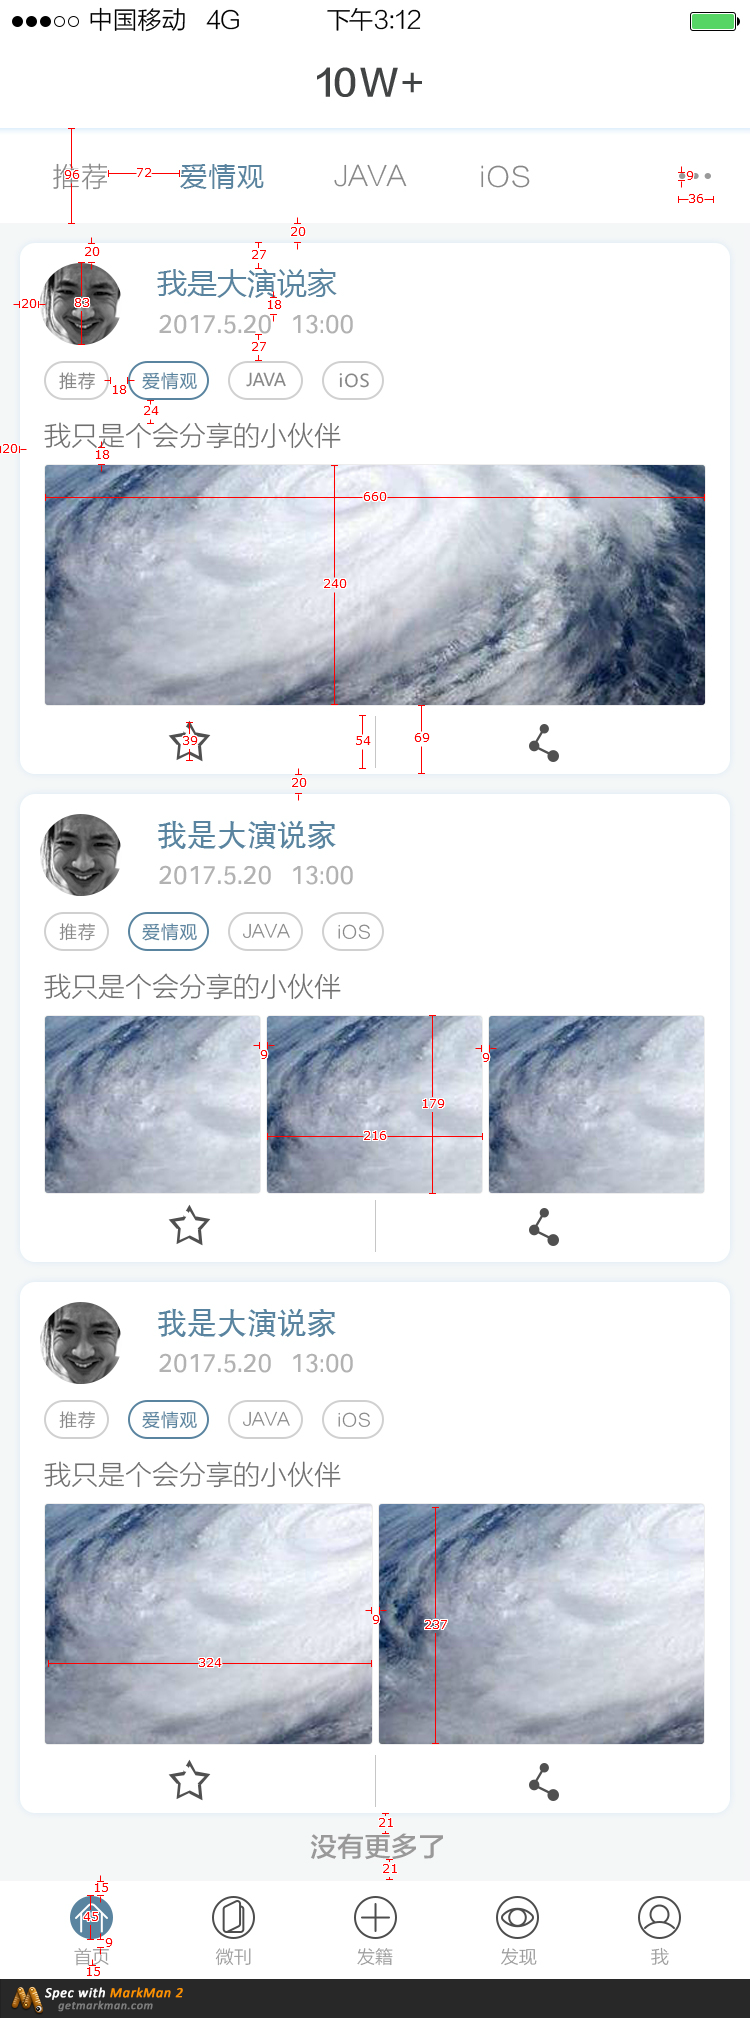 中国移动 4G 下午3:12
10W+
96 推荐 72 爱情观 JAVA iOS 9
36
20
20 27
我是大演说家
20 83 18
2017.5.20 13:00
27
推荐 18 爱情观 JAVA iOS
24
我只是个会分享的小伙伴
20 18
660
240
39 54 69
20
我是大演说家
2017.5.20 13:00
推荐 爱情观 JAVA iOS
我只是个会分享的小伙伴
9 9
179
216
我是大演说家
2017.5.20 13:00
推荐 爱情观 JAVA iOS
我只是个会分享的小伙伴
9 237
324
21
没有更多了
21
15
45
9
首页 微刊 发籍 发现 我
15
Spec with MarkMan 2
getmarkman.com